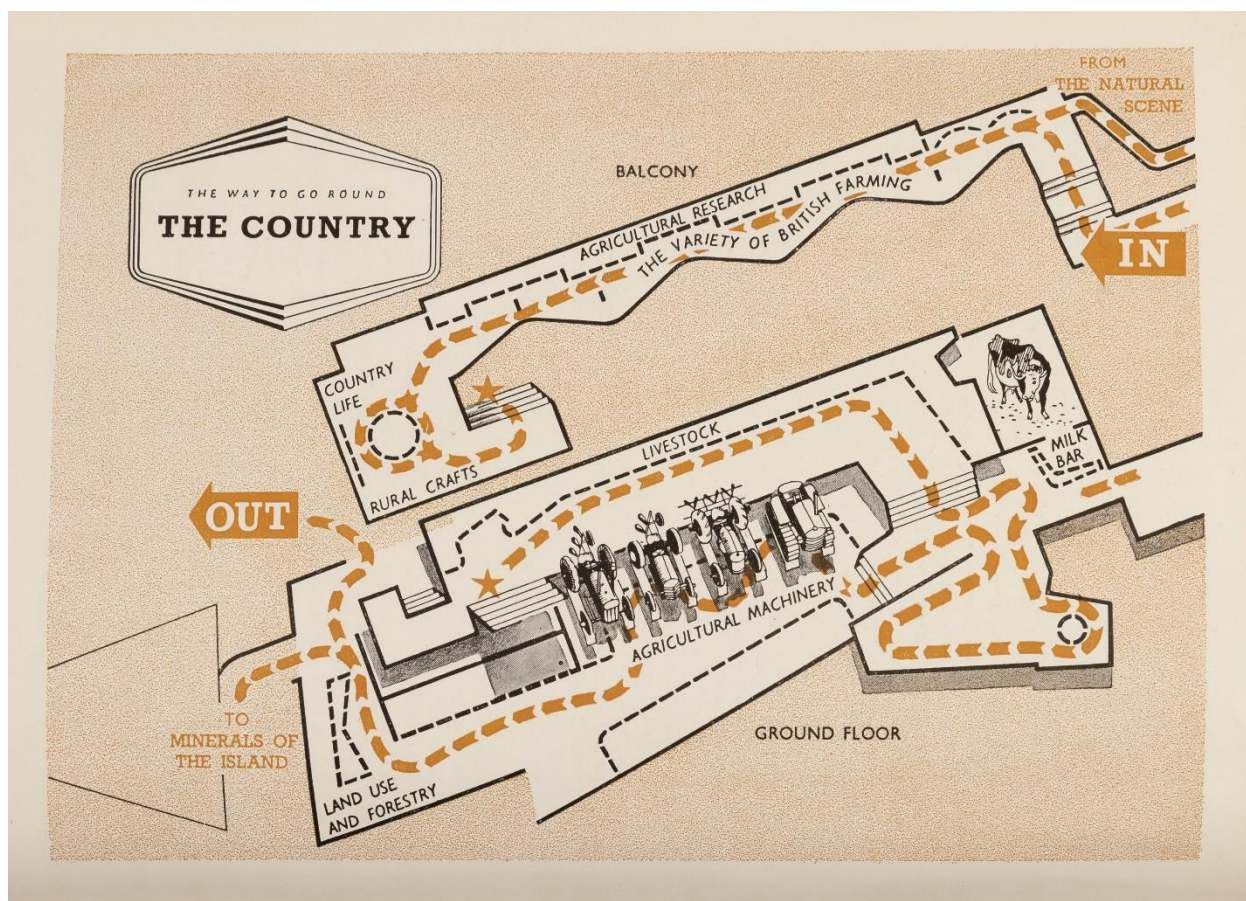 FROM
THE NATURAL
SCENE
THE WAY TO GO ROUND
THE COUNTRY
BALCONY
AGRICULTURAL RESEARCH
THE VARIETY OF BRITISH FARMING
IN
COUNTRY
LIFE
RURAL CRAFTS
LIVESTOCK
MILK
BAR
OUT
AGRICULTURAL MACHINERY
GROUND FLOOR
TO
MINERALS OF
THE ISLAND
LAND USE
AND FORESTRY